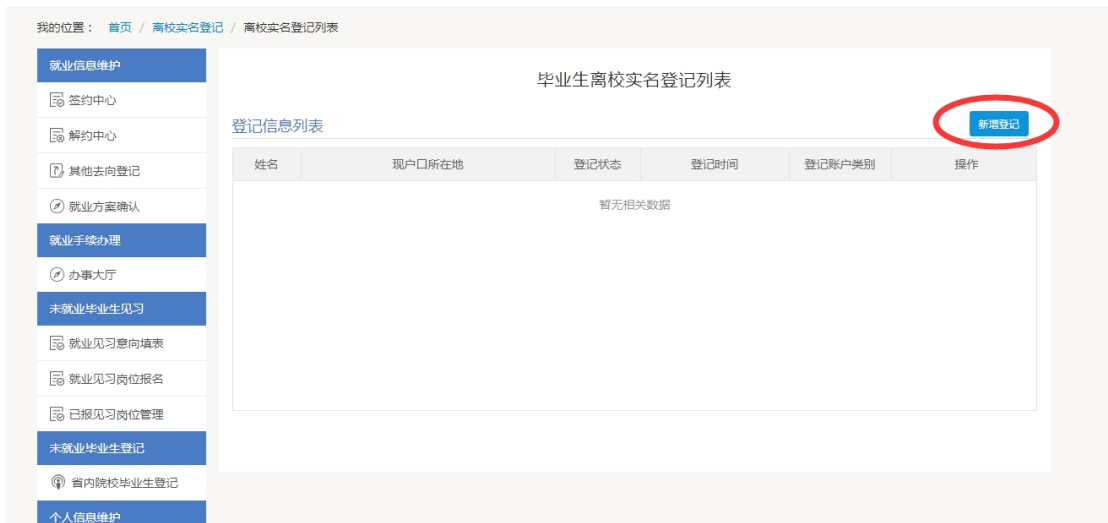 我的位置： 首页 / 离校实名登记 / 离校实名登记列表
就业信息维护
签约中心
解约中心
其他去向登记
就业方案确认
就业手续办理
办事大厅
未就业毕业生见习
就业见习意向填表
就业见习岗位报名
已报见习岗位管理
未就业毕业生登记
省内院校毕业生登记
个人信息维护
毕业生离校实名登记列表
登记信息列表
新增登记
姓名 现户口所在地 登记状态 登记时间 登记账户类别 操作
暂无相关数据